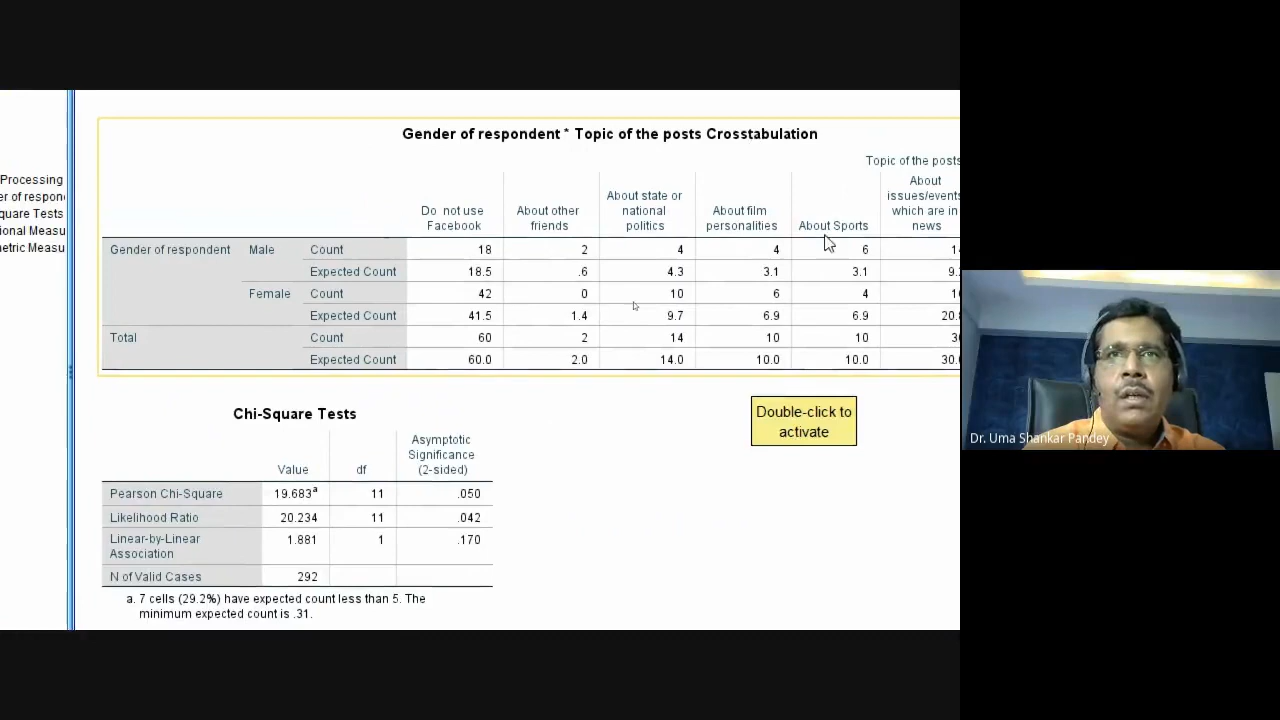 Gender of respondent * Topic of the posts Crosstabulation
Topic of the posts
Do not use Facebook
About other friends
About state or national politics
About film personalities
About Sports
About issues/events which are in news
Gender of respondent Male Count 18 2 4 4 6
Expected Count 18.5 .6 4.3 3.1 3.1
Female Count 42 0 10 6 4
Expected Count 41.5 1.4 9.7 6.9 6.9
Total Count 60 2 14 10 10
Expected Count 60.0 2.0 14.0 10.0 10.0
Processing
quare Tests
Double-click to
activate
Chi-Square Tests
Value df Asymptotic Significance (2-sided)
Pearson Chi-Square 19.683a 11 .050
Likelihood Ratio 20.234 11 .042
Linear-by-Linear Association 1.881 1 .170
N of Valid Cases 292
a. 7 cells (29.2%) have expected count less than 5. The
minimum expected count is .31.
Dr. Uma Shankar Pandey